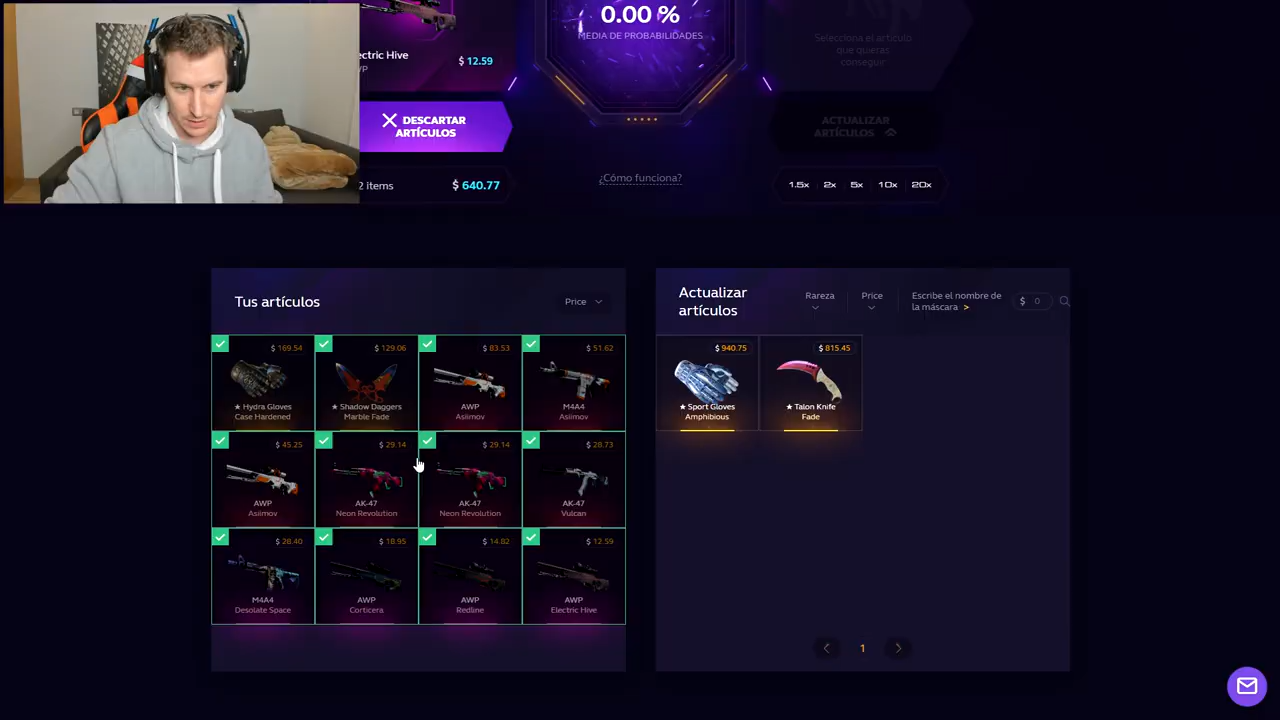 0.00 %
MEDIA DE PROBABILIDADES
Selecciona el artículo
que quieras
conseguir
ectric Hive
$ 12.59
DESCARTAR
ARTÍCULOS
ACTUALIZAR
ARTÍCULOS
2 items
$ 640.77
¿Cómo funciona?
1.5x 2x 5x 10x 20x
Tus artículos
Price
$ 169.54
★ Hydra Gloves
Case Hardened
$ 129.06
★ Shadow Daggers
Marble Fade
$ 83.53
AWP
Asiimov
$ 51.62
M4A4
Asiimov
$ 45.25
AWP
Asiimov
$ 29.14
AK-47
Neon Revolution
$ 29.14
AK-47
Neon Revolution
$ 28.73
AK-47
Vulcan
$ 28.40
M4A4
Desolate Space
$ 18.95
AWP
Corticera
$ 14.82
AWP
Redline
$ 12.59
AWP
Electric Hive
Actualizar
artículos
Rareza
Price
Escribe el nombre de
la máscara >
$ 0
$ 940.75
★ Sport Gloves
Amphibious
$ 815.45
★ Talon Knife
Fade
1